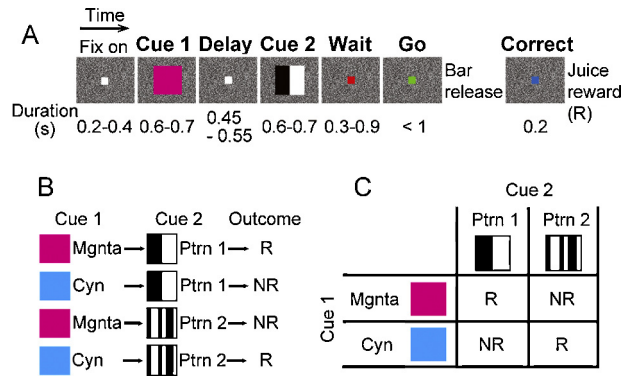 Time
A
Fix on Cue 1 Delay Cue 2 Wait Go Correct
Bar release
Juice reward (R)
Duration (s)
0.2-0.4 0.6-0.7 0.45 - 0.55 0.6-0.7 0.3-0.9 < 1 0.2
B
Cue 1 Cue 2 Outcome
Mgnta Ptrn 1 R
Cyn Ptrn 1 NR
Mgnta Ptrn 2 NR
Cyn Ptrn 2 R
C
Cue 2
Ptrn 1 Ptrn 2
Cue 1
Mgnta R NR
Cyn NR R